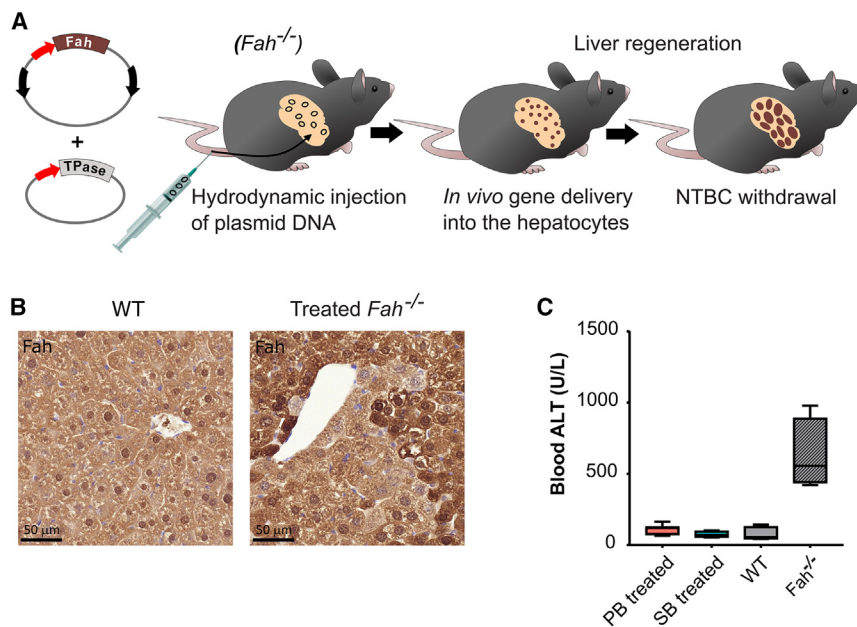 A
Fah
+
TPase
(Fah-/-)
Liver regeneration
Hydrodynamic injection
of plasmid DNA
In vivo gene delivery
into the hepatocytes
NTBC withdrawal
B
WT
Treated Fah-/-
Fah
50 μm
Fah
50 μm
C
Blood ALT (U/L)
1500
1000
500
0
PB treated
SB treated
WT
Fah-/-